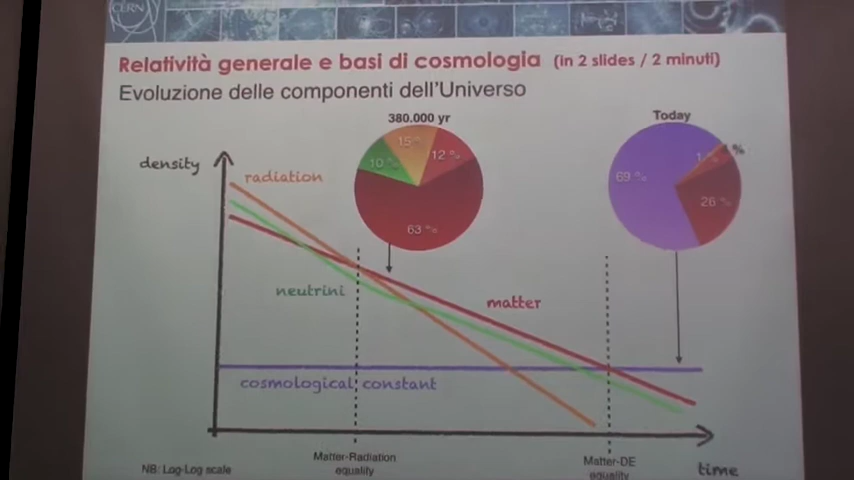 CERN
Relatività generale e basi di cosmologia (in 2 slides / 2 minuti)
Evoluzione delle componenti dell'Universo
380.000 yr
Today
15
12 %
10 %
63 %
69 %
1
%
26 %
density
radiation
neutrini
matter
cosmological constant
Matter-Radiation
equality
Matter-DE
equality
time
NB: Log-Log scale